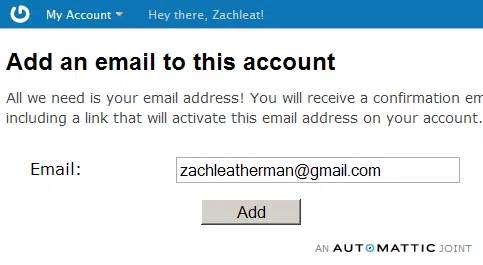 My Account Hey there, Zachleat!
Add an email to this account
All we need is your email address! You will receive a confirmation em
including a link that will activate this email address on your account.
Email: zachleatherman@gmail.com
Add
AN AUTOMATTIC JOINT